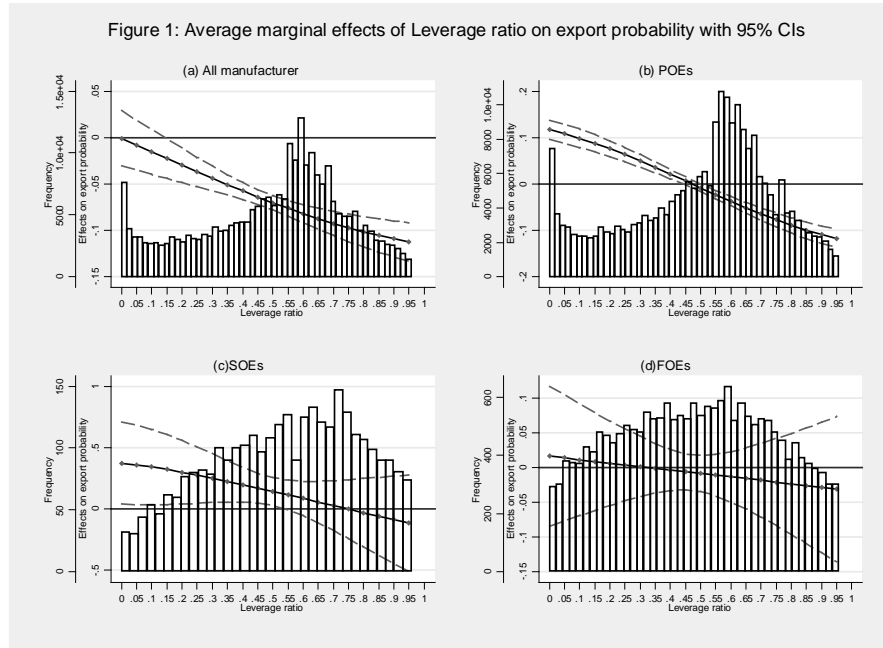 Figure 1: Average marginal effects of Leverage ratio on export probability with 95% CIs
(a) All manufacturer
Frequency
0 5000 1.0e+04 1.5e+04
Effects on export probability
-.15 -.1 -.05 0 .05
0 .05 .1 .15 .2 .25 .3 .35 .4 .45 .5 .55 .6 .65 .7 .75 .8 .85 .9 .95 1
Leverage ratio
(b) POEs
Frequency
0 2000 4000 6000 8000 1.0e+04
Effects on export probability
-.2 -.1 0 .1 .2
0 .05 .1 .15 .2 .25 .3 .35 .4 .45 .5 .55 .6 .65 .7 .75 .8 .85 .9 .95 1
Leverage ratio
(c)SOEs
Frequency
0 50 100 150
Effects on export probability
-.5 0 .5 1
0 .05 .1 .15 .2 .25 .3 .35 .4 .45 .5 .55 .6 .65 .7 .75 .8 .85 .9 .95 1
Leverage ratio
(d)FOEs
Frequency
0 200 400 600
Effects on export probability
-.15 -.1 -.05 0 .05 .1
0 .05 .1 .15 .2 .25 .3 .35 .4 .45 .5 .55 .6 .65 .7 .75 .8 .85 .9 .95 1
Leverage ratio